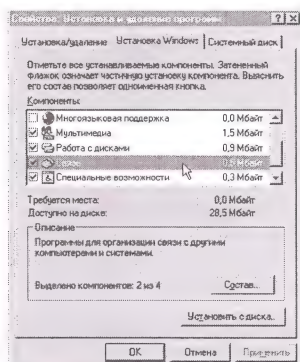 Свойства: Установка и удаление программ
Установка/удаление Установка Windows Системный диск
Отметьте все устанавливаемые компоненты. Затененный
флажок означает частичную установку компонента. Выяснить
его состав позволяет одноименная кнопка.
Компоненты:
Многоязыковая поддержка 0,0 Мбайт
Мультимедиа 1,5 Мбайт
Работа с дисками 0,9 Мбайт
Связь 0,5 Мбайт
Специальные возможности 0,3 Мбайт
Требуется места: 0,0 Мбайт
Доступно на диске: 28,5 Мбайт
Описание
Программы для организации связи с другими
компьютерами и системами.
Выделено компонентов: 2 из 4 Состав...
Установить с диска...
OK Отмена Применить